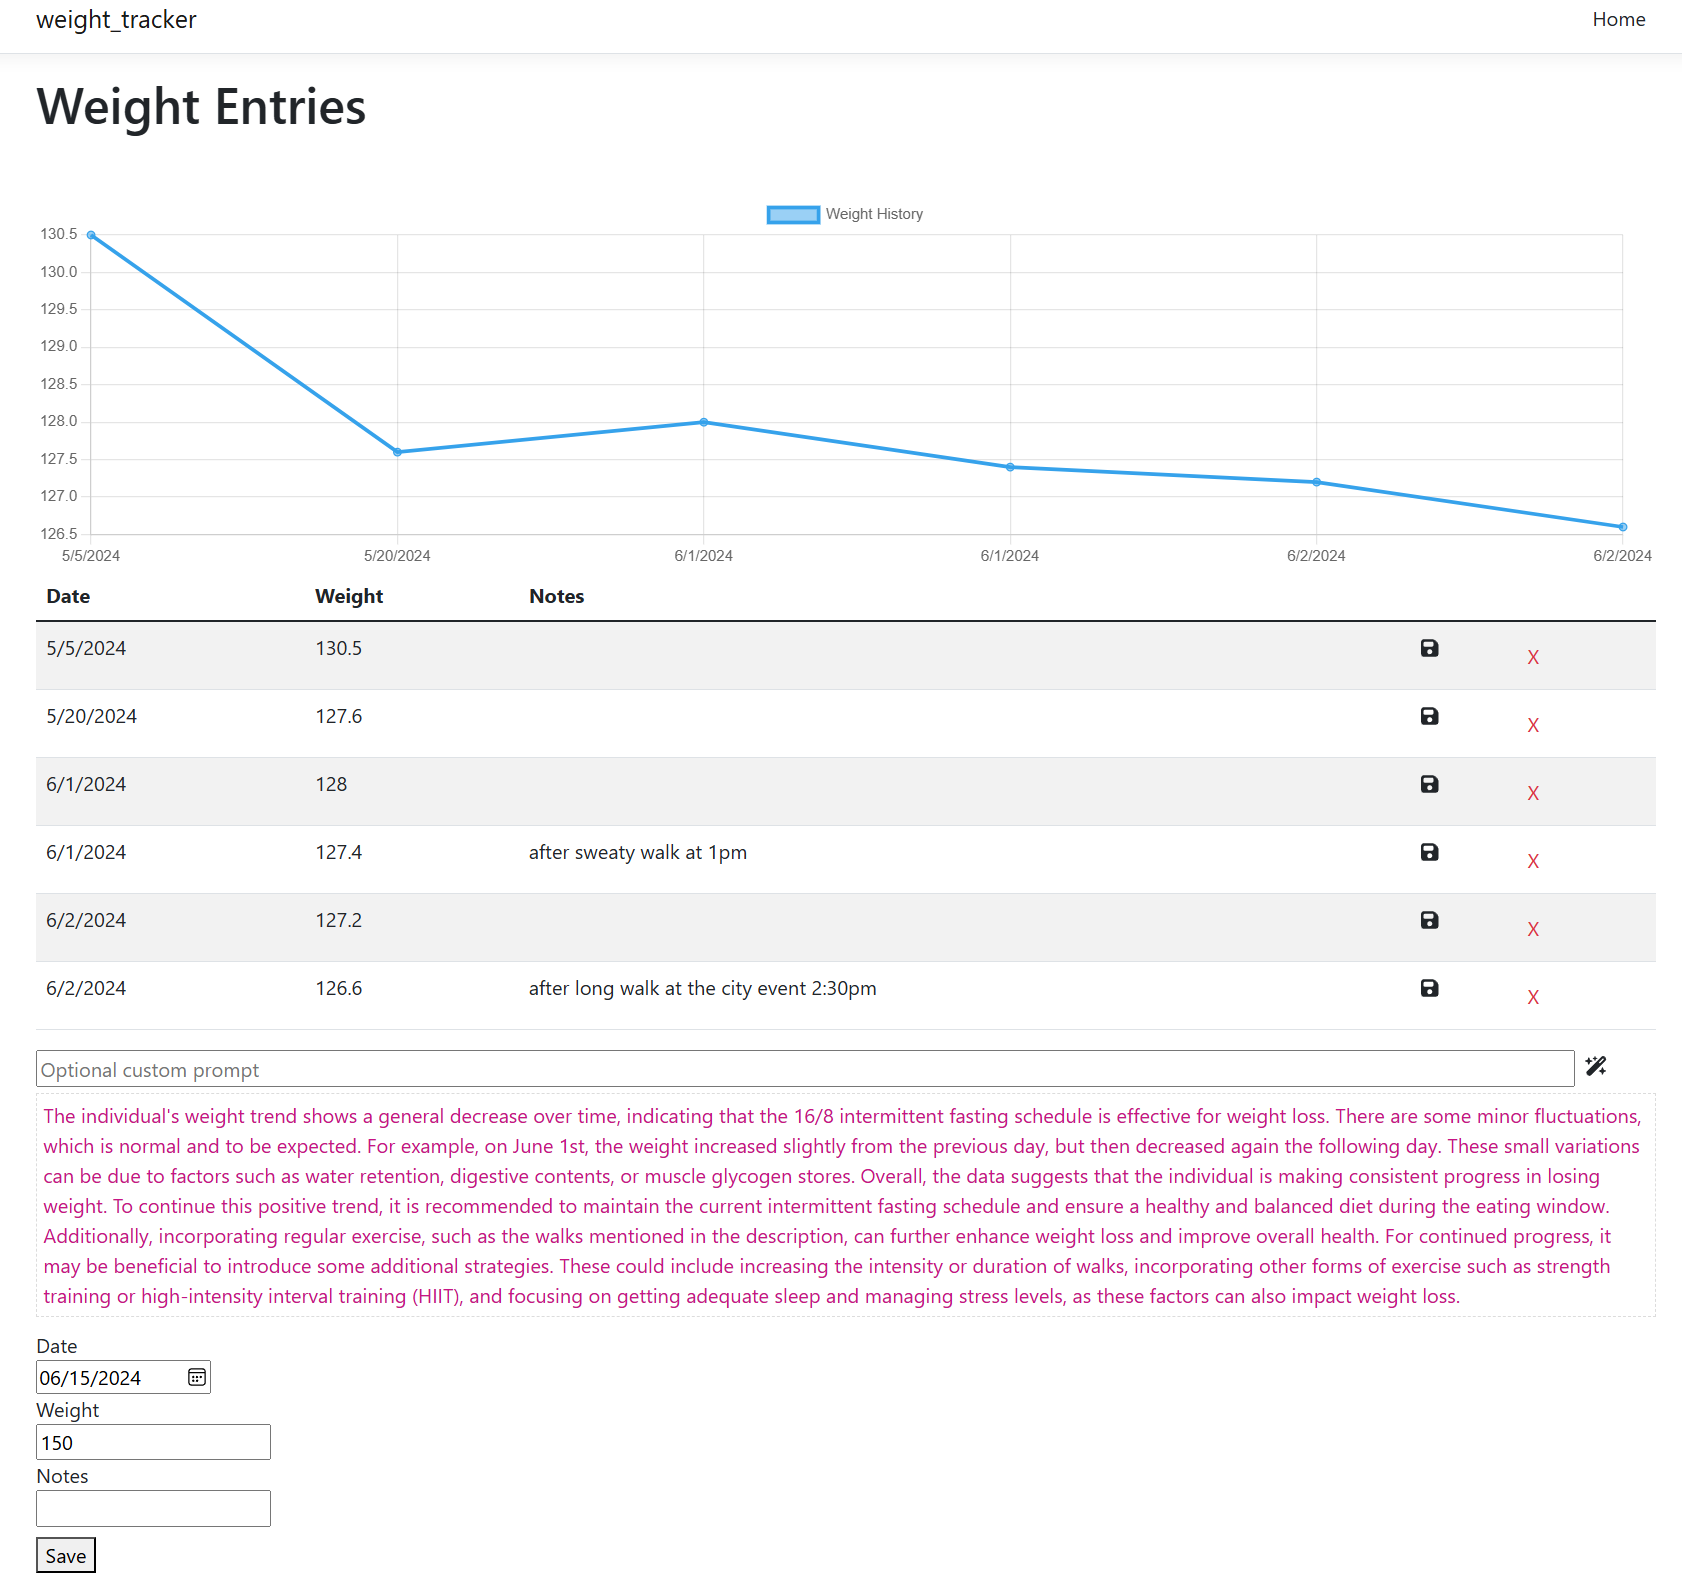 weight_tracker Home
Weight Entries
Weight History
130.5
130.0
129.5
129.0
128.5
128.0
127.5
127.0
126.5
5/5/2024 5/20/2024 6/1/2024 6/1/2024 6/2/2024 6/2/2024
Date Weight Notes
5/5/2024 130.5 X
5/20/2024 127.6 X
6/1/2024 128 X
6/1/2024 127.4 after sweaty walk at 1pm X
6/2/2024 127.2 X
6/2/2024 126.6 after long walk at the city event 2:30pm X
Optional custom prompt
The individual's weight trend shows a general decrease over time, indicating that the 16/8 intermittent fasting schedule is effective for weight loss. There are some minor fluctuations,
which is normal and to be expected. For example, on June 1st, the weight increased slightly from the previous day, but then decreased again the following day. These small variations
can be due to factors such as water retention, digestive contents, or muscle glycogen stores. Overall, the data suggests that the individual is making consistent progress in losing
weight. To continue this positive trend, it is recommended to maintain the current intermittent fasting schedule and ensure a healthy and balanced diet during the eating window.
Additionally, incorporating regular exercise, such as the walks mentioned in the description, can further enhance weight loss and improve overall health. For continued progress, it
may be beneficial to introduce some additional strategies. These could include increasing the intensity or duration of walks, incorporating other forms of exercise such as strength
training or high-intensity interval training (HIIT), and focusing on getting adequate sleep and managing stress levels, as these factors can also impact weight loss.
Date
06/15/2024
Weight
150
Notes
Save